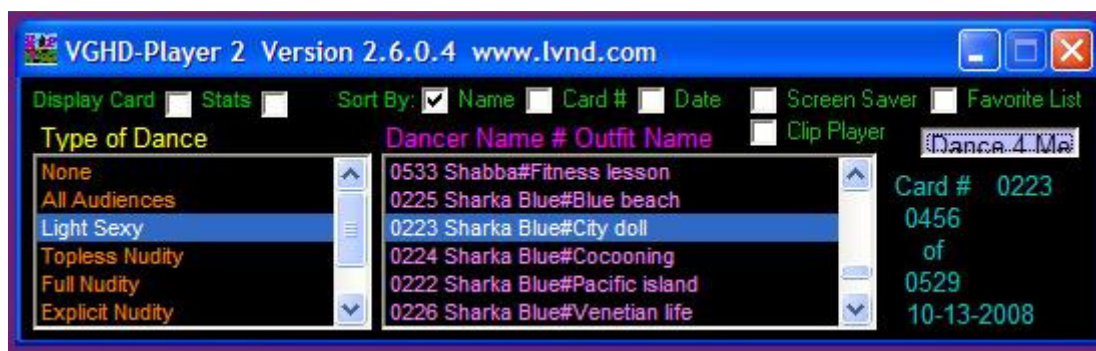 VGHD-Player 2 Version 2.6.0.4 www.lvnd.com
Display Card Stats Sort By: Name Card # Date Screen Saver Favorite List
Clip Player
Type of Dance
None
All Audiences
Light Sexy
Topless Nudity
Full Nudity
Explicit Nudity
Dancer Name # Outfit Name
0533 Shabba#Fitness lesson
0225 Sharka Blue#Blue beach
0223 Sharka Blue#City doll
0224 Sharka Blue#Cocooning
0222 Sharka Blue#Pacific island
0226 Sharka Blue#Venetian life
Dance 4 Me
Card # 0223
0456
of
0529
10-13-2008